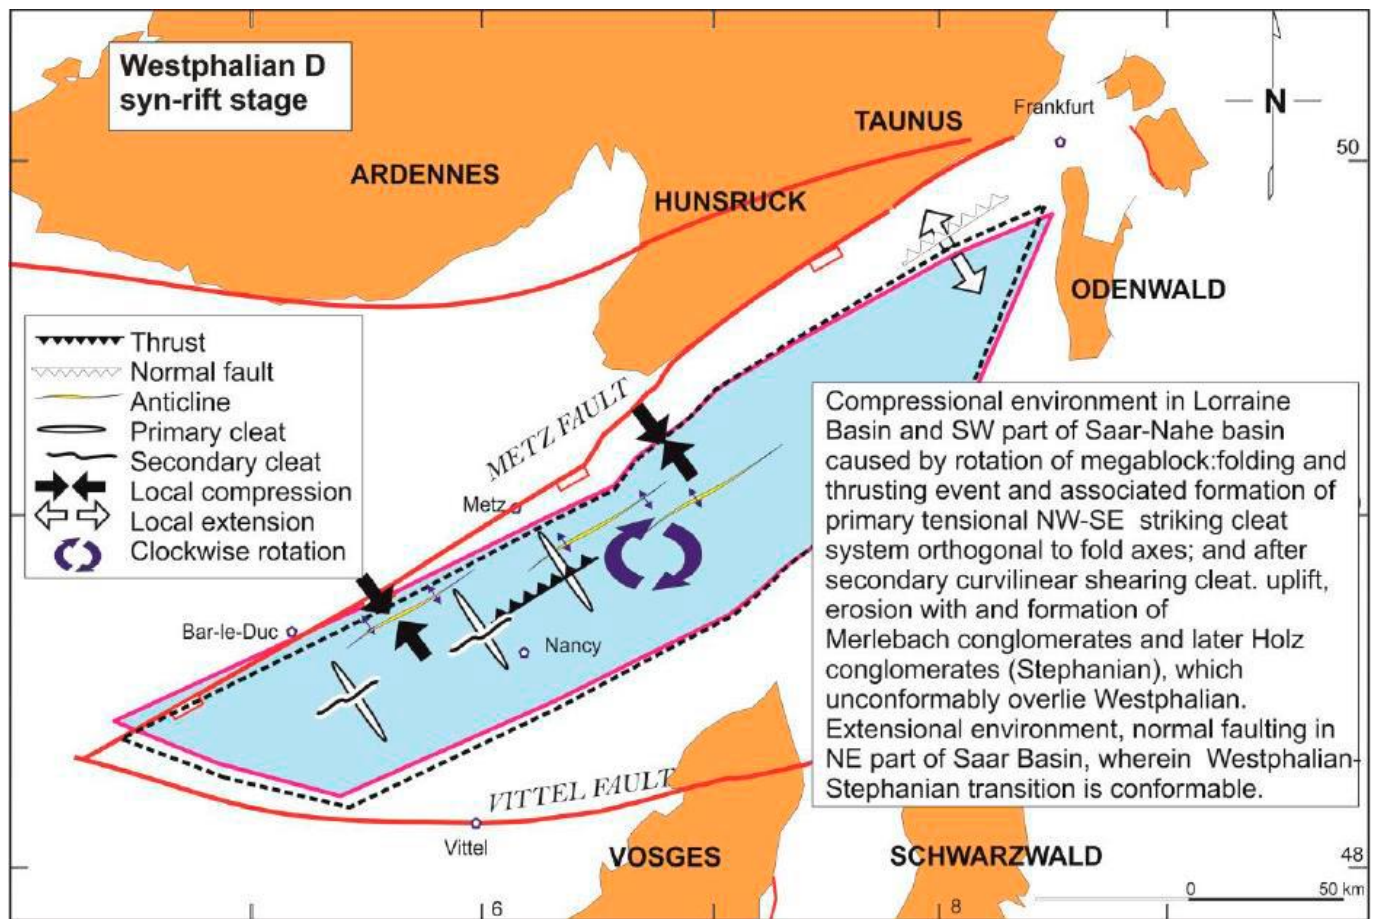 Westphalian D
syn-rift stage
Frankfurt
N
TAUNUS
50
ARDENNES
HUNSRUCK
ODENWALD
Thrust
Normal fault
Anticline
Primary cleat
Secondary cleat
Local compression
Local extension
Clockwise rotation
METZ FAULT
Metz
Bar-le-Duc
Nancy
Compressional environment in Lorraine
Basin and SW part of Saar-Nahe basin
caused by rotation of megablock:folding and
thrusting event and associated formation of
primary tensional NW-SE striking cleat
system orthogonal to fold axes; and after
secondary curvilinear shearing cleat. uplift,
erosion with and formation of
Merlebach conglomerates and later Holz
conglomerates (Stephanian), which
unconformably overlie Westphalian.
Extensional environment, normal faulting in
NE part of Saar Basin, wherein Westphalian-
Stephanian transition is conformable.
VITTEL FAULT
Vittel
VOSGES
SCHWARZWALD
48
0
50 km
6
8